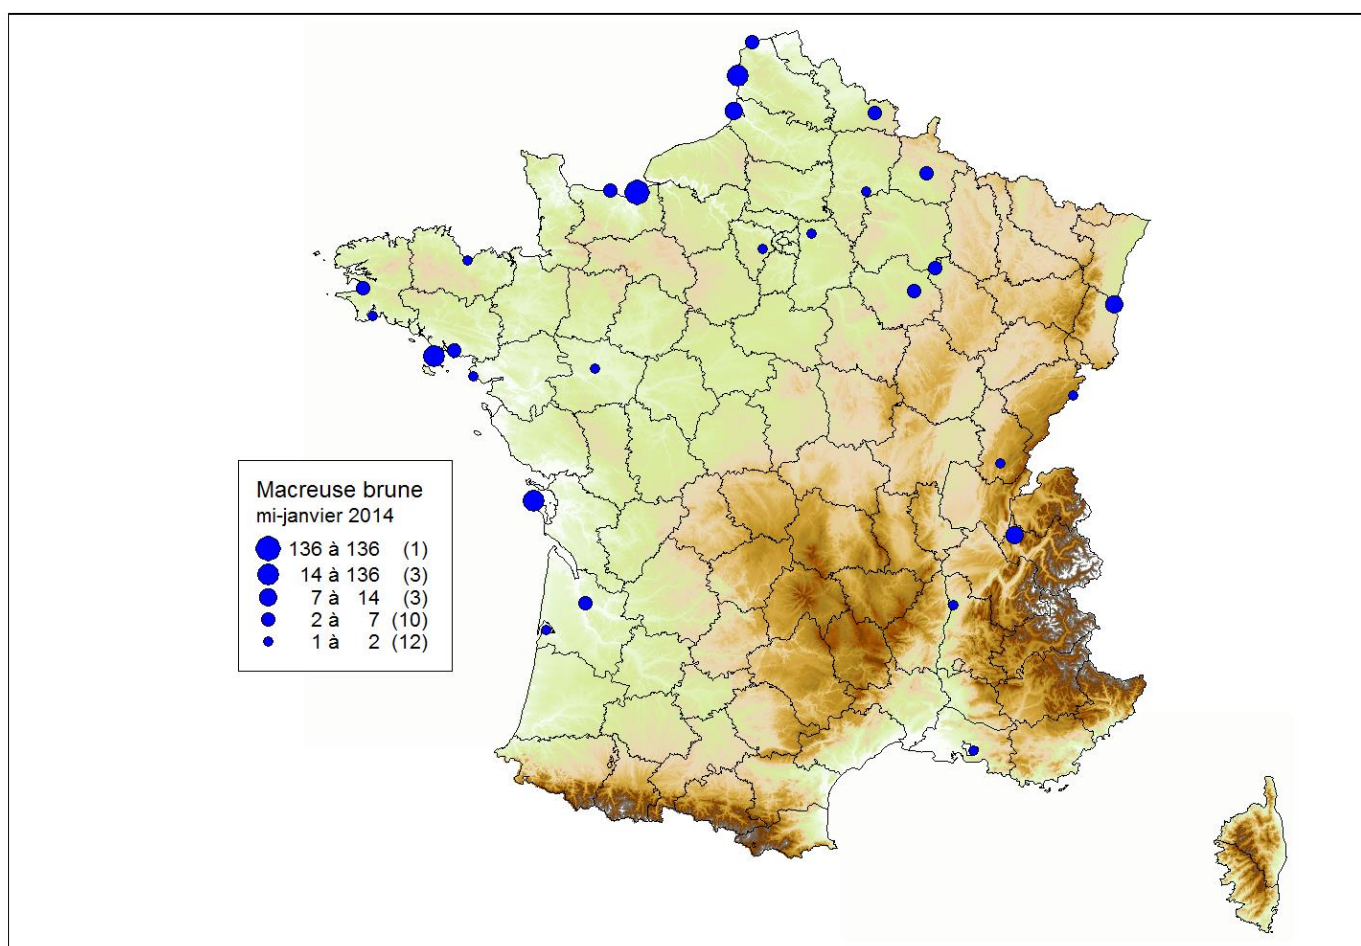 Macreuse brune
mi-janvier 2014
136 à 136 (1)
14 à 136 (3)
7 à 14 (3)
2 à 7 (10)
1 à 2 (12)